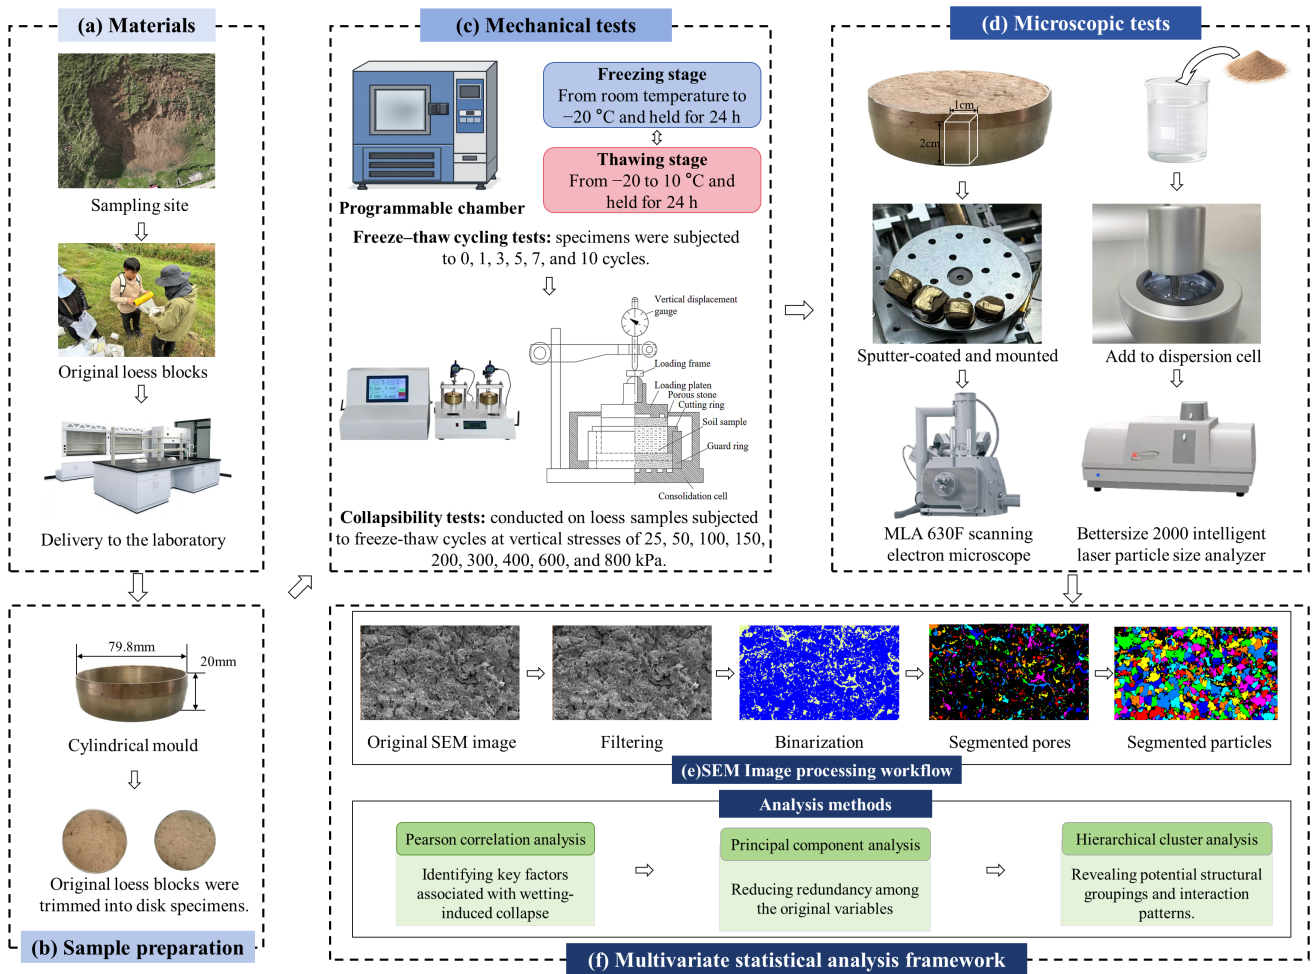 (a) Materials
Sampling site
Original loess blocks
Delivery to the laboratory
79.8mm
20mm
Cylindrical mould
Original loess blocks were
trimmed into disk specimens.
(b) Sample preparation
(c) Mechanical tests
Programmable chamber
Freezing stage
From room temperature to
−20 °C and held for 24 h
Thawing stage
From −20 to 10 °C and
held for 24 h
Freeze–thaw cycling tests: specimens were subjected
to 0, 1, 3, 5, 7, and 10 cycles.
Vertical displacement
gauge
Loading frame
Loading platen
Porous stone
Cutting ring
Soil sample
Guard ring
Consolidation cell
Collapsibility tests: conducted on loess samples subjected
to freeze-thaw cycles at vertical stresses of 25, 50, 100, 150,
200, 300, 400, 600, and 800 kPa.
(d) Microscopic tests
1cm
2cm
Sputter-coated and mounted
Add to dispersion cell
MLA 630F scanning
electron microscope
Bettersize 2000 intelligent
laser particle size analyzer
Original SEM image
Filtering
Binarization
Segmented pores
Segmented particles
(e)SEM Image processing workflow
Analysis methods
Pearson correlation analysis
Identifying key factors
associated with wetting-
induced collapse
Principal component analysis
Reducing redundancy among
the original variables
Hierarchical cluster analysis
Revealing potential structural
groupings and interaction
patterns.
(f) Multivariate statistical analysis framework